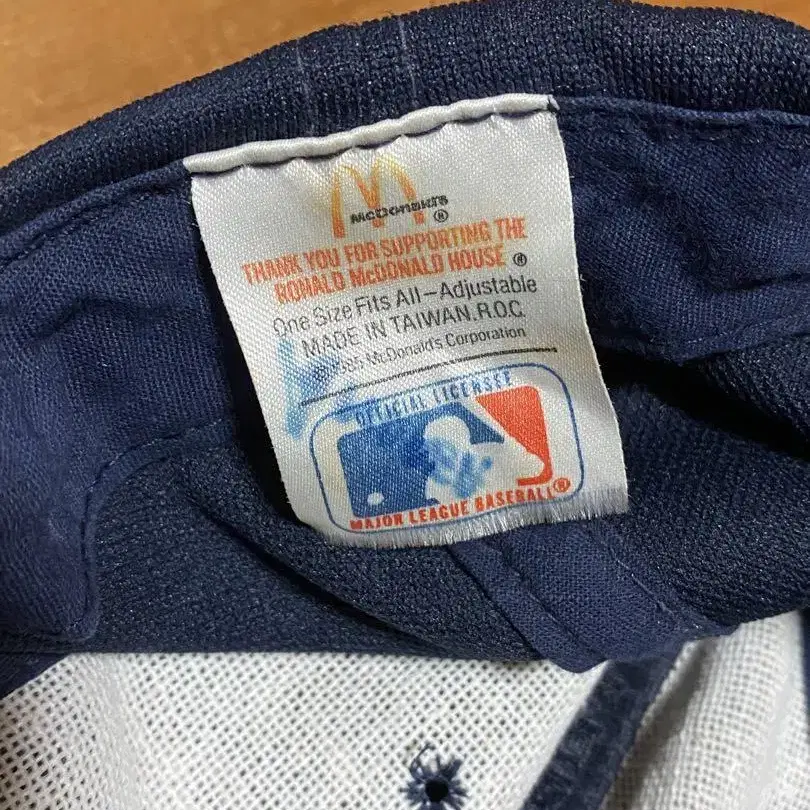 McDonald's®
THANK YOU FOR SUPPORTING THE
RONALD McDONALD HOUSE ®
One Size Fits All—Adjustable
MADE IN TAIWAN.R.O.C.
©1985 McDonald's Corporation
OFFICIAL LICENSEE
MAJOR LEAGUE BASEBALL®